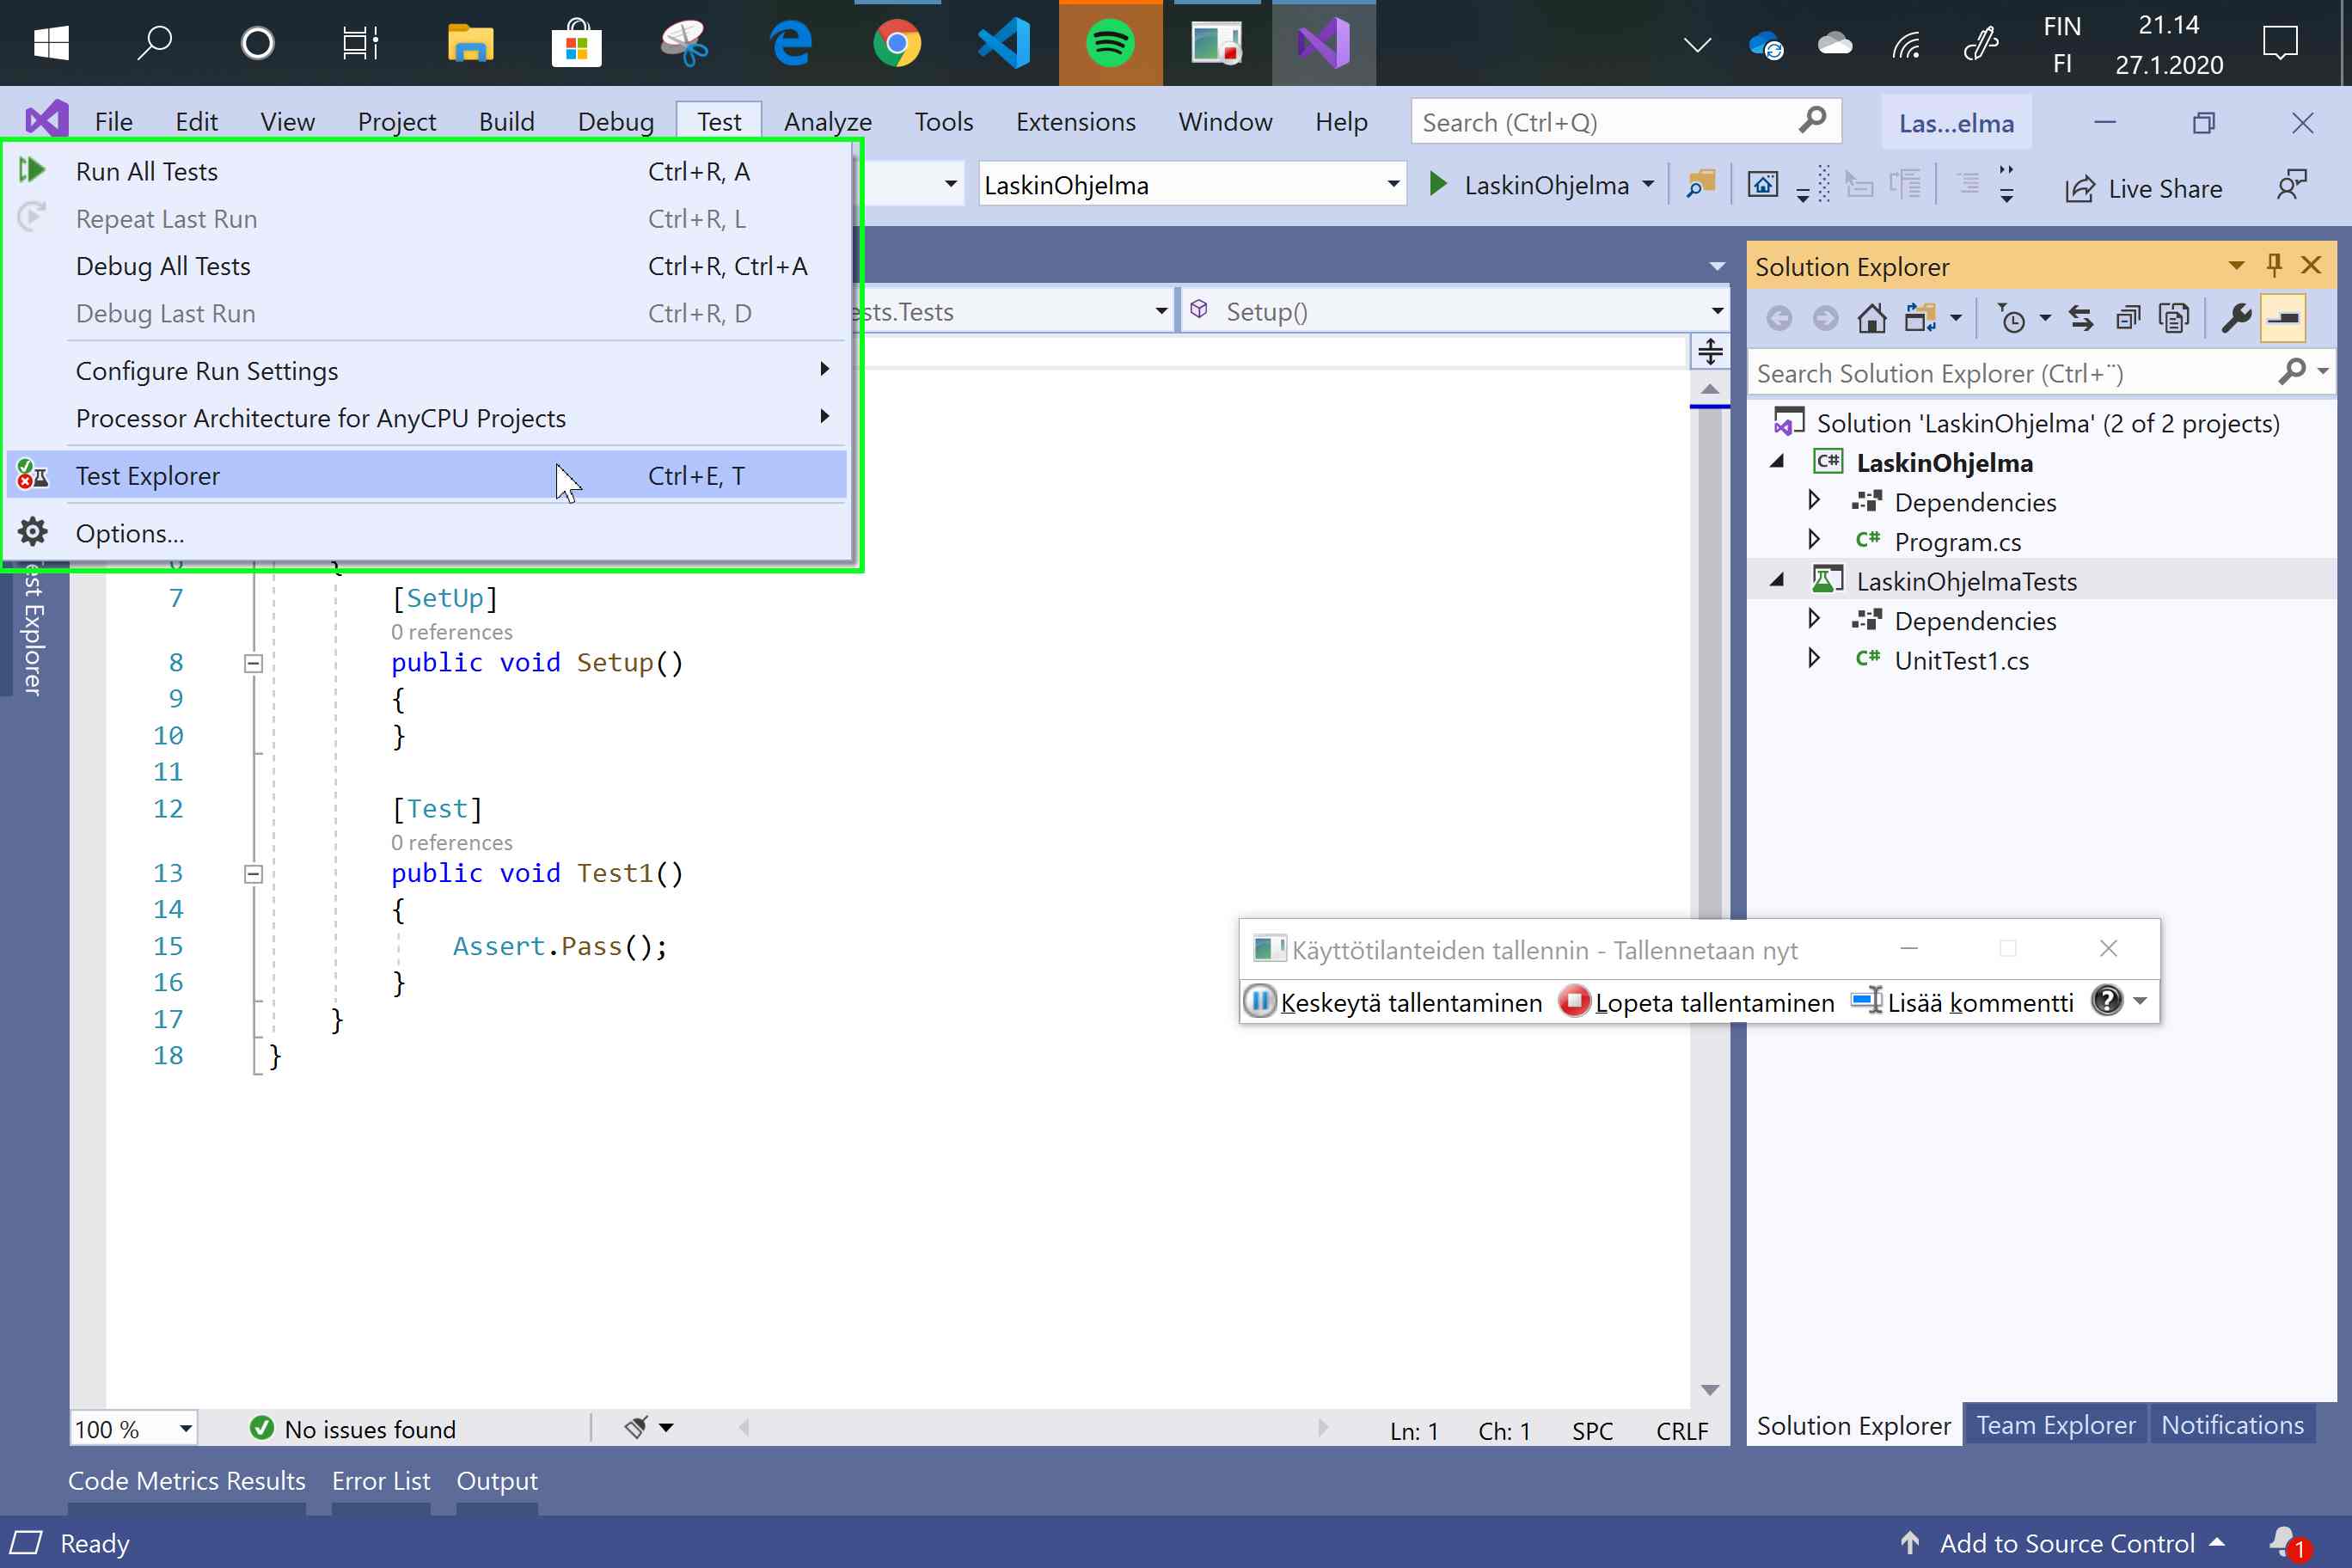 FIN
FI
21.14
27.1.2020
File Edit View Project Build Debug Test Analyze Tools Extensions Window Help Search (Ctrl+Q) Las...elma
Run All Tests Ctrl+R, A
Repeat Last Run Ctrl+R, L
Debug All Tests Ctrl+R, Ctrl+A
Debug Last Run Ctrl+R, D
Configure Run Settings
Processor Architecture for AnyCPU Projects
Test Explorer Ctrl+E, T
Options...
LaskinOhjelma LaskinOhjelma Live Share
ests.Tests Setup()
est Explorer
7 [SetUp]
0 references
8 public void Setup()
9 {
10 }
11
12 [Test]
0 references
13 public void Test1()
14 {
15 Assert.Pass();
16 }
17 }
18 }
Solution Explorer
Search Solution Explorer (Ctrl+¨)
Solution 'LaskinOhjelma' (2 of 2 projects)
C# LaskinOhjelma
Dependencies
C# Program.cs
LaskinOhjelmaTests
Dependencies
C# UnitTest1.cs
Käyttötilanteiden tallennin - Tallennetaan nyt
Keskeytä tallentaminen Lopeta tallentaminen Lisää kommentti
100 % No issues found Ln: 1 Ch: 1 SPC CRLF
Solution Explorer Team Explorer Notifications
Code Metrics Results Error List Output
Ready Add to Source Control 1